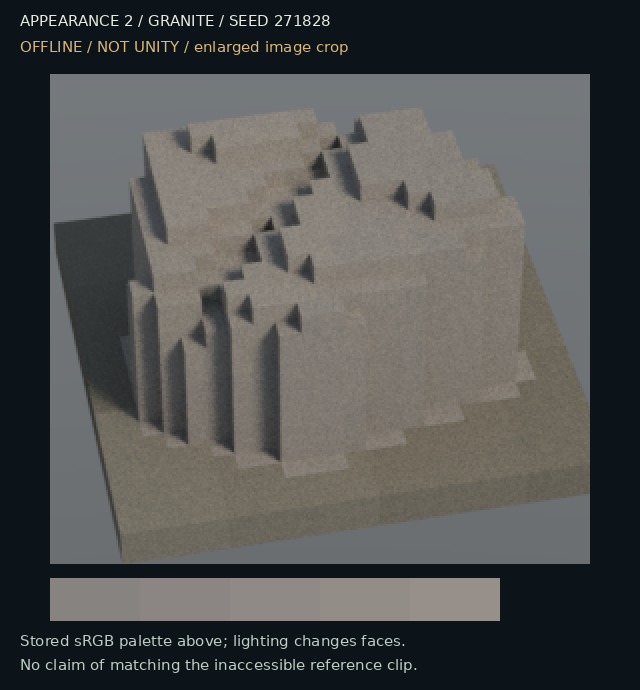 APPEARANCE 2 / GRANITE / SEED 271828
OFFLINE / NOT UNITY / enlarged image crop
Stored sRGB palette above; lighting changes faces.
No claim of matching the inaccessible reference clip.